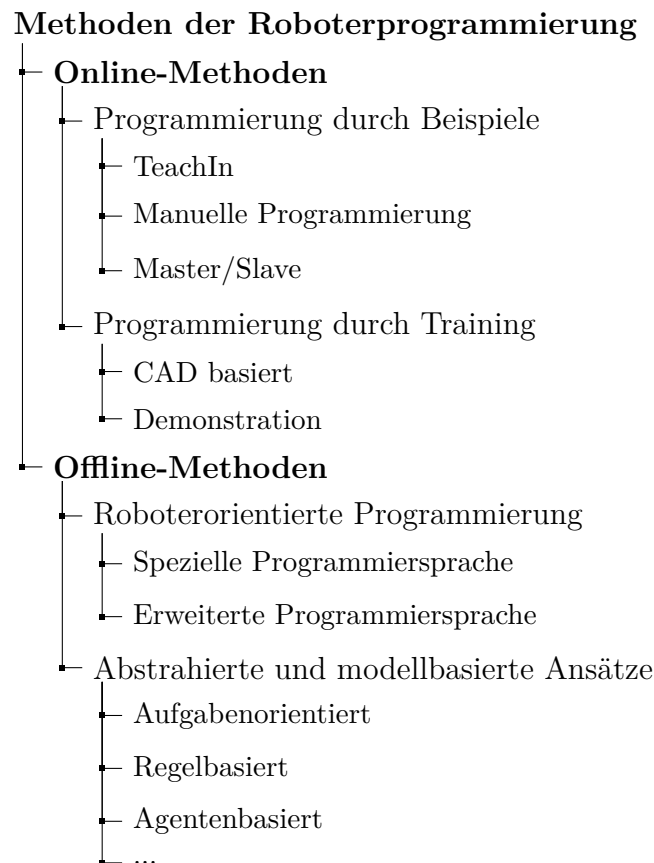 Methoden der Roboterprogrammierung
Online-Methoden
Programmierung durch Beispiele
TeachIn
Manuelle Programmierung
Master/Slave
Programmierung durch Training
CAD basiert
Demonstration
Offline-Methoden
Roboterorientierte Programmierung
Spezielle Programmiersprache
Erweiterte Programmiersprache
Abstrahierte und modellbasierte Ansätze
Aufgabenorientiert
Regelbasiert
Agentenbasiert
...